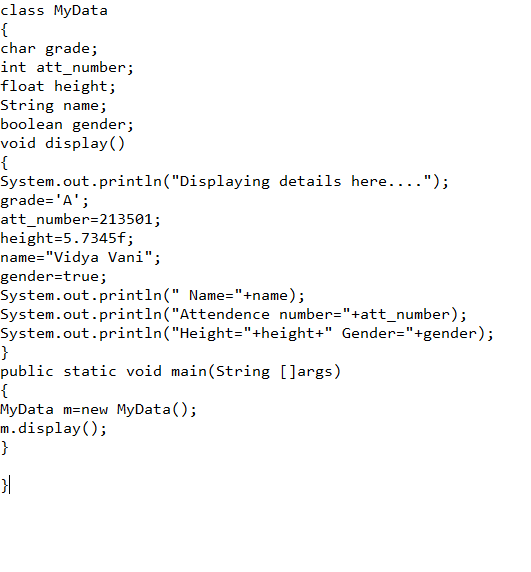 class MyData
{
char grade;
int att_number;
float height;
String name;
boolean gender;
void display()
{
System.out.println("Displaying details here....");
grade='A';
att_number=213501;
height=5.7345f;
name="Vidya Vani";
gender=true;
System.out.println(" Name="+name);
System.out.println("Attendence number="+att_number);
System.out.println("Height="+height+" Gender="+gender);
}
public static void main(String []args)
{
MyData m=new MyData();
m.display();
}
}